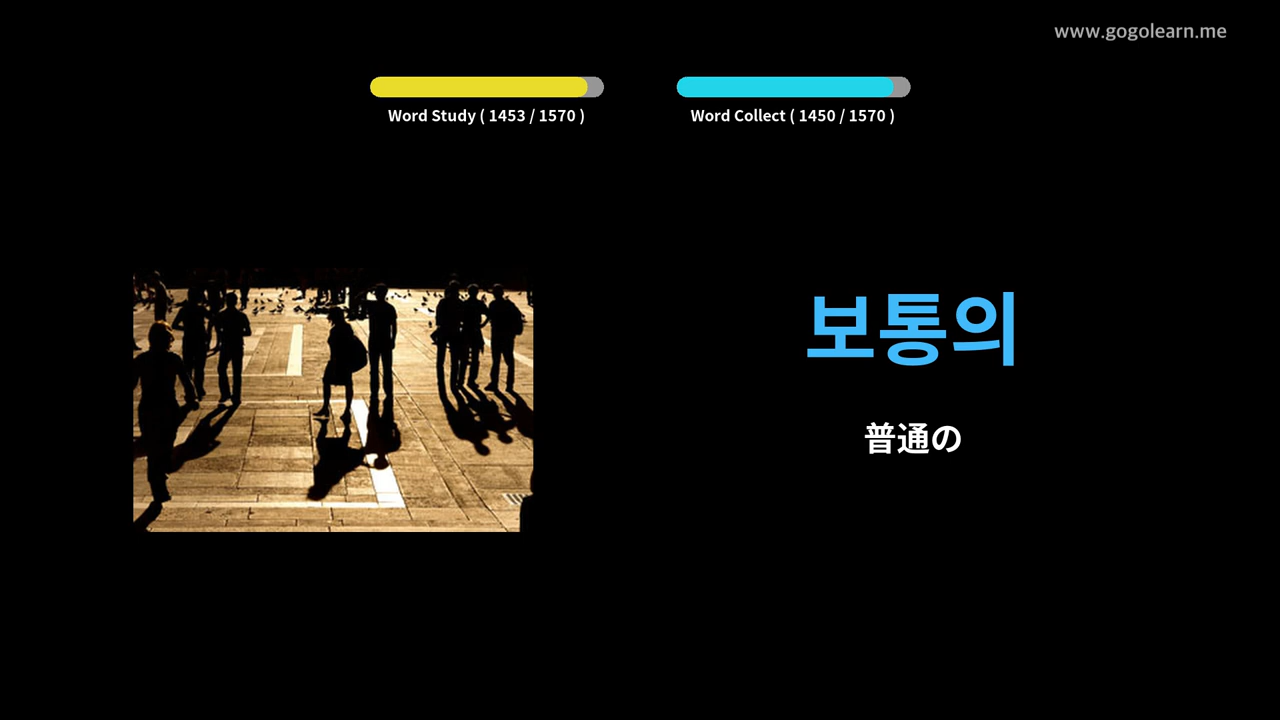 www.gogolearn.me
Word Study ( 1453 / 1570 )
Word Collect ( 1450 / 1570 )
보통의
普通の